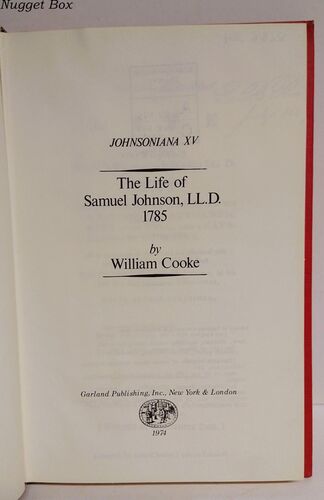 Nugget Box
JOHNSONIANA XV
The Life of
Samuel Johnson, LL.D.
1785
by
William Cooke
Garland Publishing, Inc., New York & London
1974